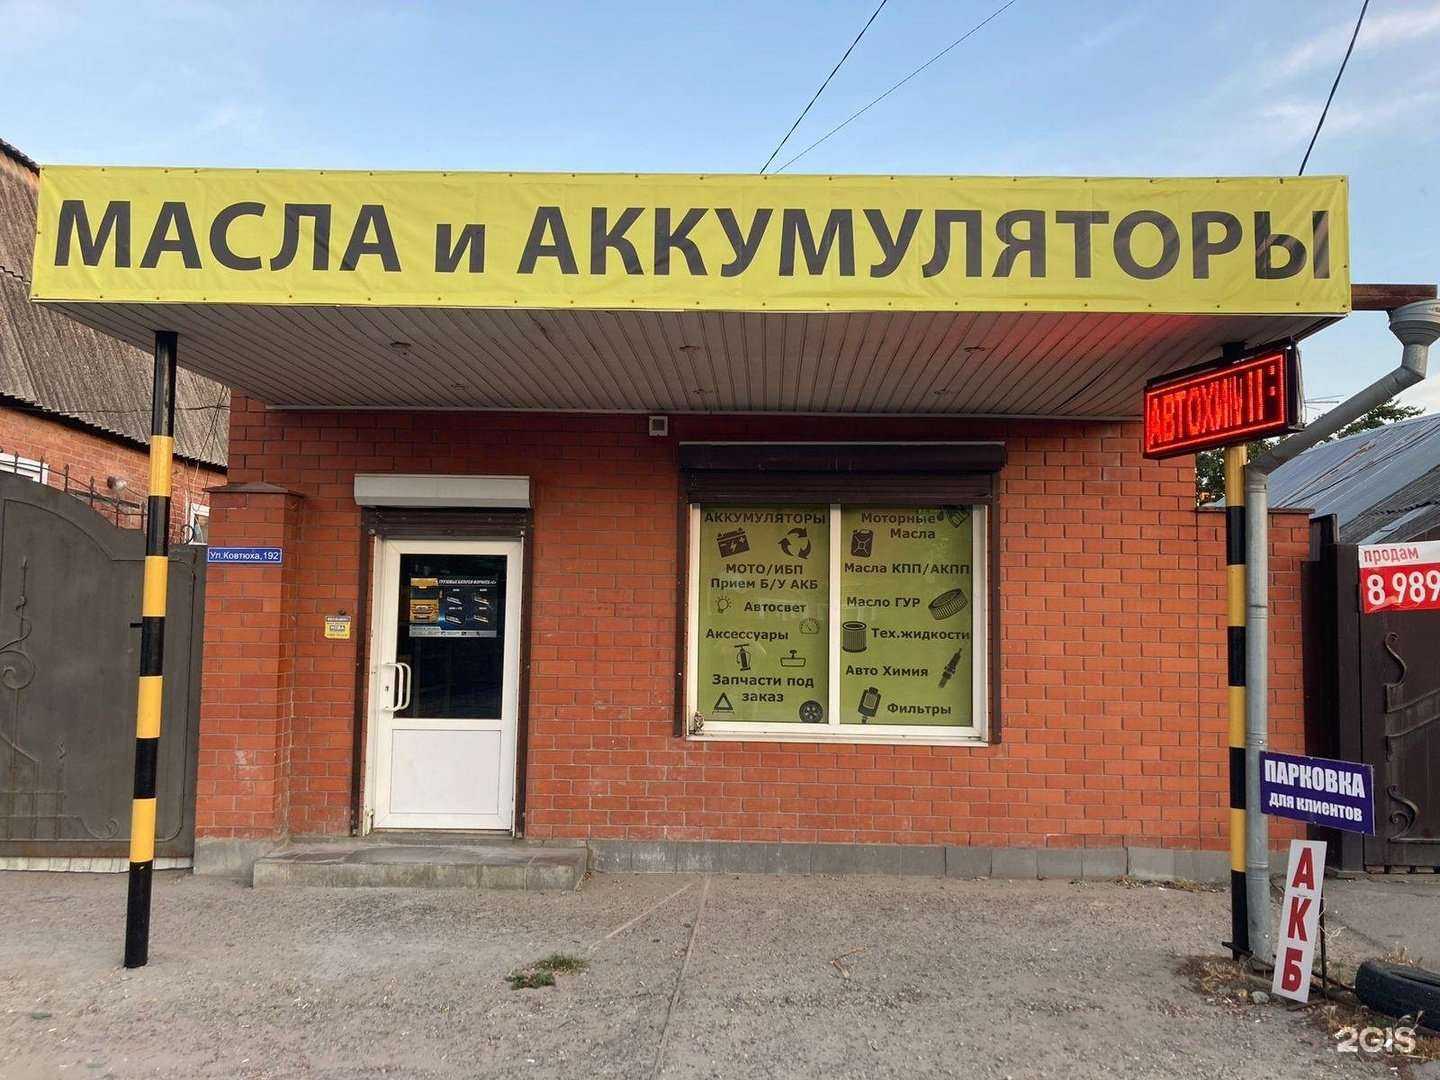 МАСЛА и АККУМУЛЯТОРЫ
АВТОХИМ
Ул.Ковтюха,192
АККУМУЛЯТОРЫ
МОТО/ИБП
Прием Б/У АКБ
Автосвет
Аксессуары
Запчасти под
заказ
Моторные
Масла
Масла КПП/АКПП
Масло ГУР
Тех.жидкости
Авто Химия
Фильтры
продам
8 989
ПАРКОВКА
для клиентов
АКБ
2GIS